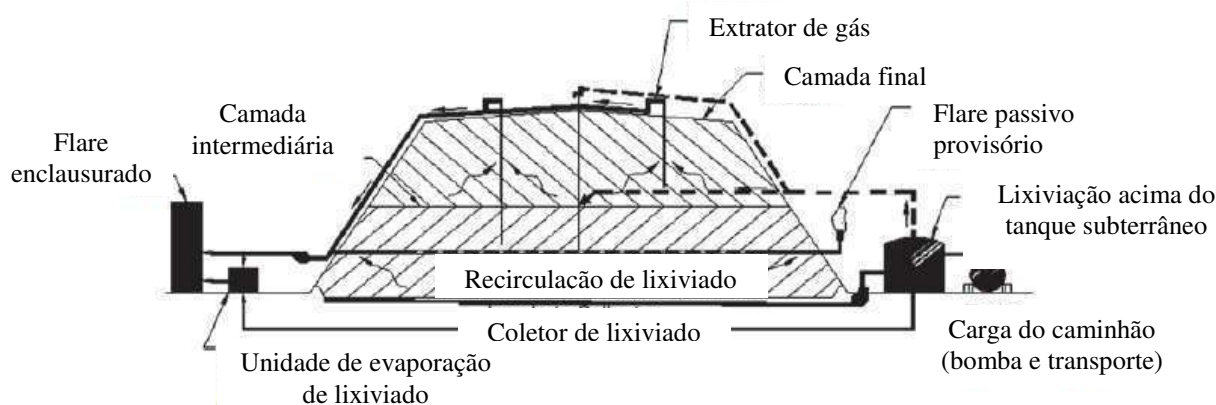 Extrator de gás
Camada final
Camada
intermediária
Flare passivo
provisório
Flare
enclausurado
Lixiviação acima do
tanque subterrâneo
Recirculacão de lixiviado
Coletor de lixiviado
Carga do caminhão
(bomba e transporte)
Unidade de evaporação
de lixiviado